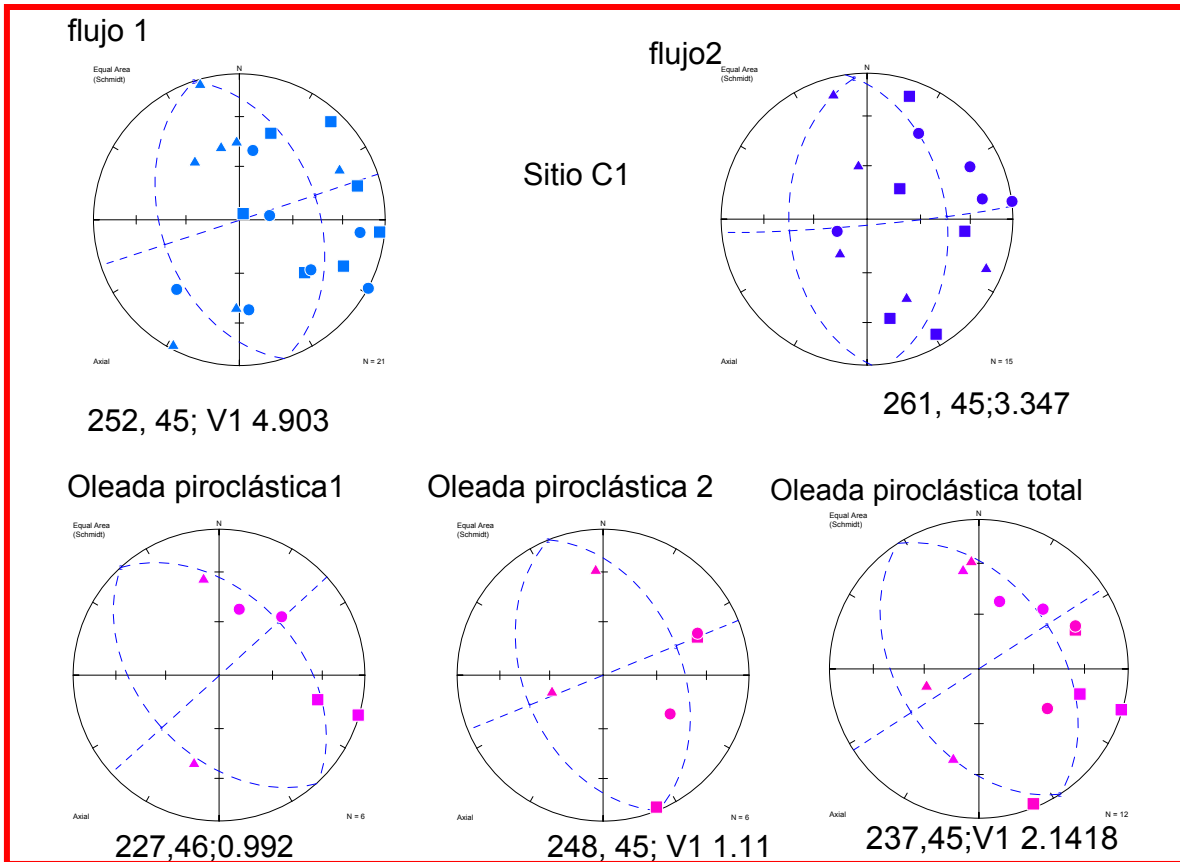 flujo 1
Equal Area
(Schmidt)
N
Axial
N = 21
252, 45; V1 4.903
flujo2
Equal Area
(Schmidt)
N
Axial
N = 15
261, 45;3.347
Sitio C1
Oleada piroclástica1
Equal Area
(Schmidt)
N
Axial
N = 6
227,46;0.992
Oleada piroclástica 2
Equal Area
(Schmidt)
N
Axial
N = 6
248, 45; V1 1.11
Oleada piroclástica total
Equal Area
(Schmidt)
N
Axial
N = 12
237,45;V1 2.1418